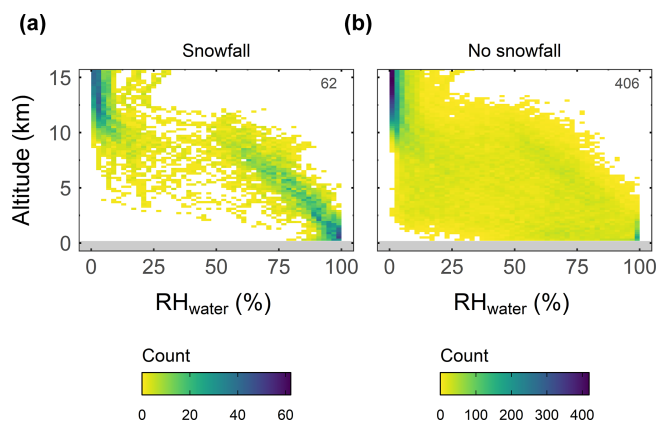 (a)
(b)
Snowfall
No snowfall
62
406
15
10
5
0
Altitude (km)
0 25 50 75 100
0 25 50 75 100
RHwater (%)
RHwater (%)
Count
Count
0 20 40 60
0 100 200 300 400